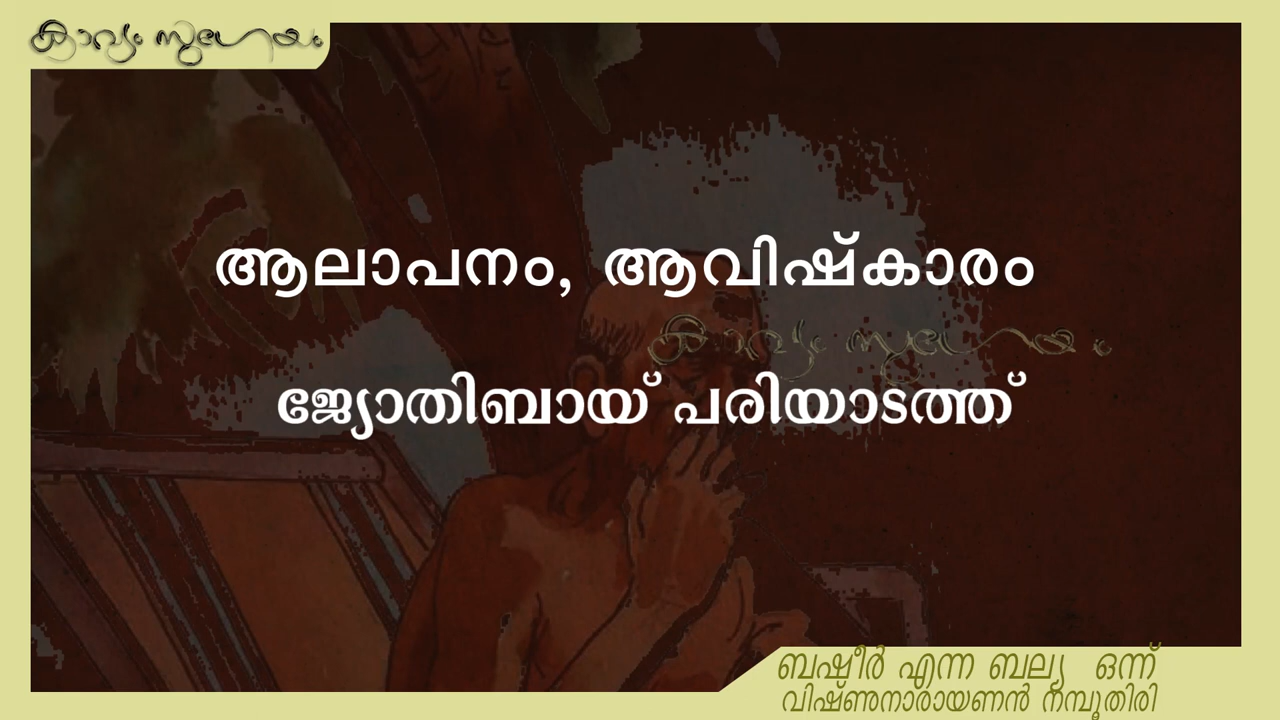 കാവ്യം സുഗേയം
ആലാപനം, ആവിഷ്കാരം
കാവ്യം സുഗേയം
ജ്യോതിബായ് പരിയാടത്ത്
ബഷീർ എന്ന ബല്യ ഒന്ന്
വിഷ്ണുനാരായണൻ നമ്പൂതിരി